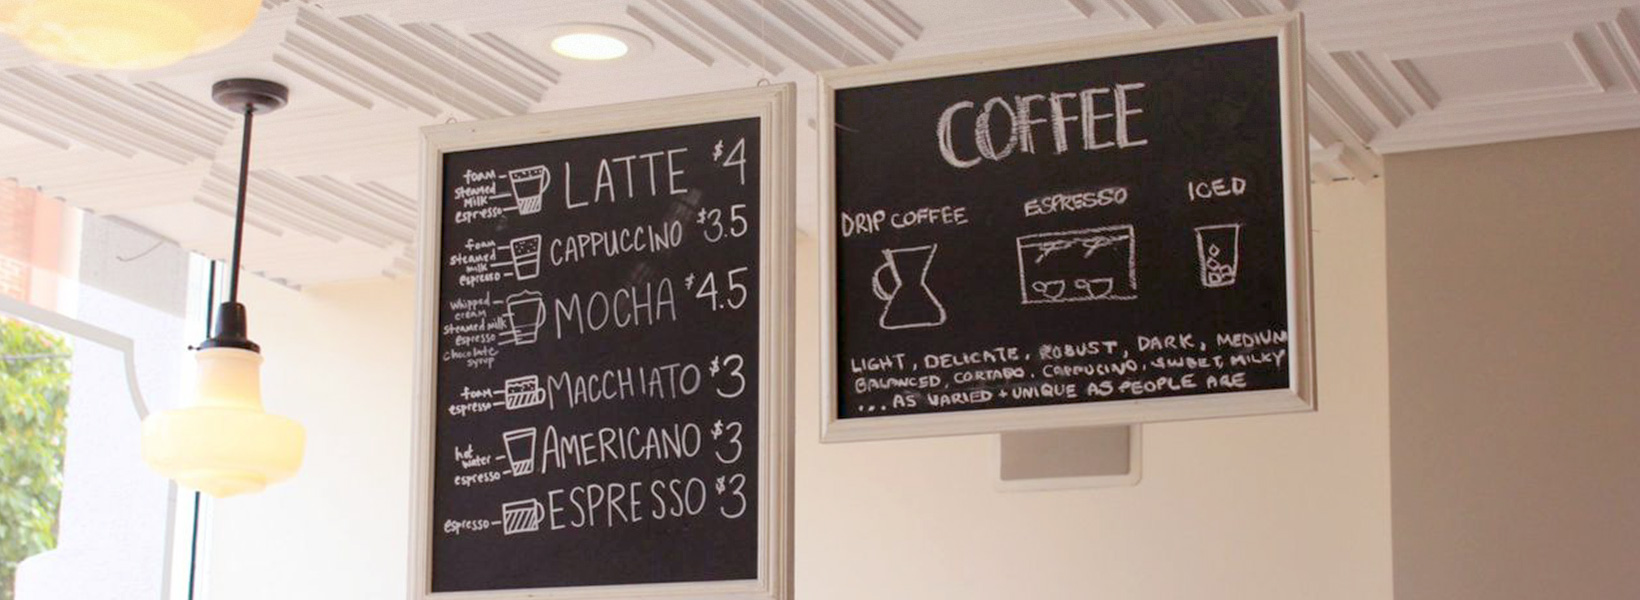 foam
steamed
milk
espresso
LATTE $4
foam
steamed
milk
espresso
CAPPUCCINO $3.5
whipped
cream
steamed milk
espresso
chocolate
syrup
MOCHA $4.5
foam
espresso
MACCHIATO $3
hot
water
espresso
AMERICANO $3
espresso
ESPRESSO $3
COFFEE
DRIP COFFEE
ESPRESSO
ICED
LIGHT, DELICATE, ROBUST, DARK, MEDIUM
BALANCED, CORTADO, CAPPUCINO, SWEET, MILKY
... AS VARIED + UNIQUE AS PEOPLE ARE